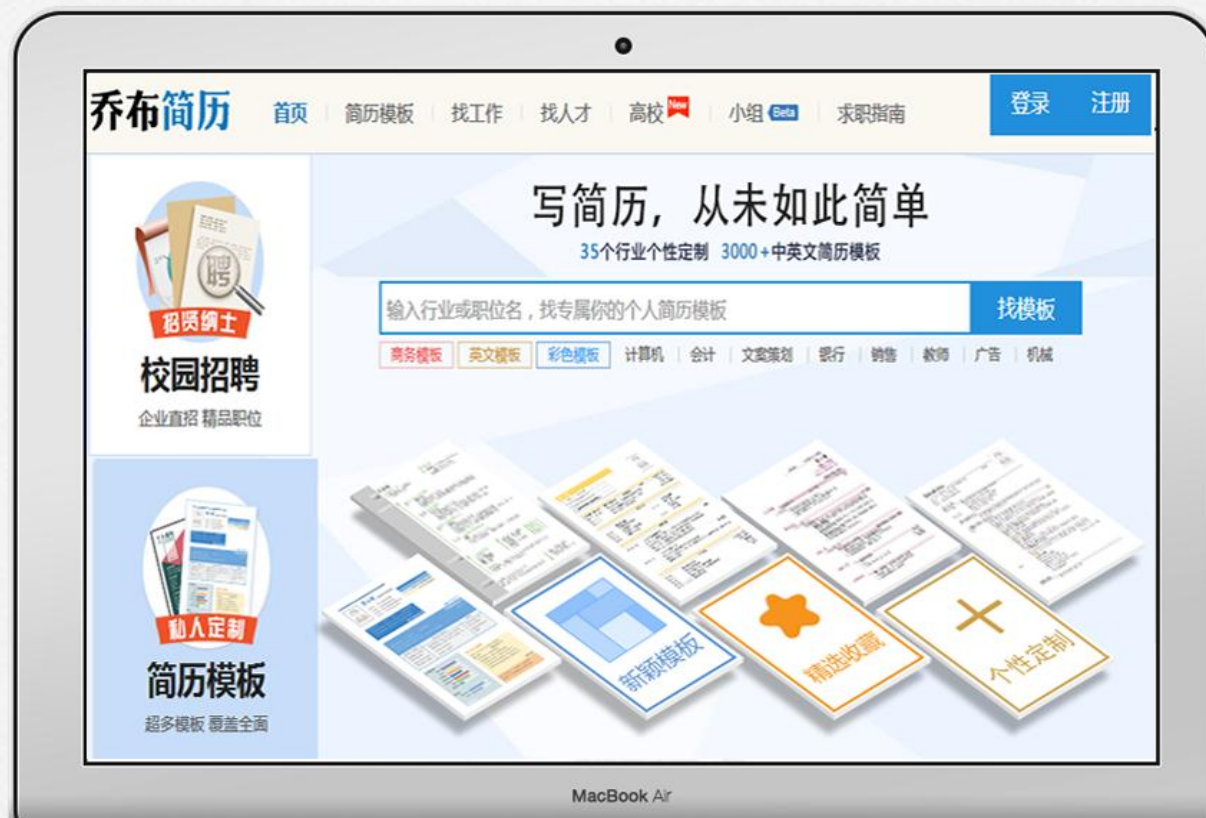 乔布简历 首页 简历模板 找工作 找人才 高校 New 小组 Beta 求职指南 登录 注册
聘
招贤纳士
校园招聘
企业直招 精品职位
私人定制
简历模板
超多模板 覆盖全面
写简历，从未如此简单
35个行业个性定制 3000+中英文简历模板
输入行业或职位名，找专属你的个人简历模板 找模板
商务模板 英文模板 彩色模板 计算机 会计 文案策划 银行 销售 教师 广告 机械
新颖模板
精选收藏
个性定制
MacBook Air